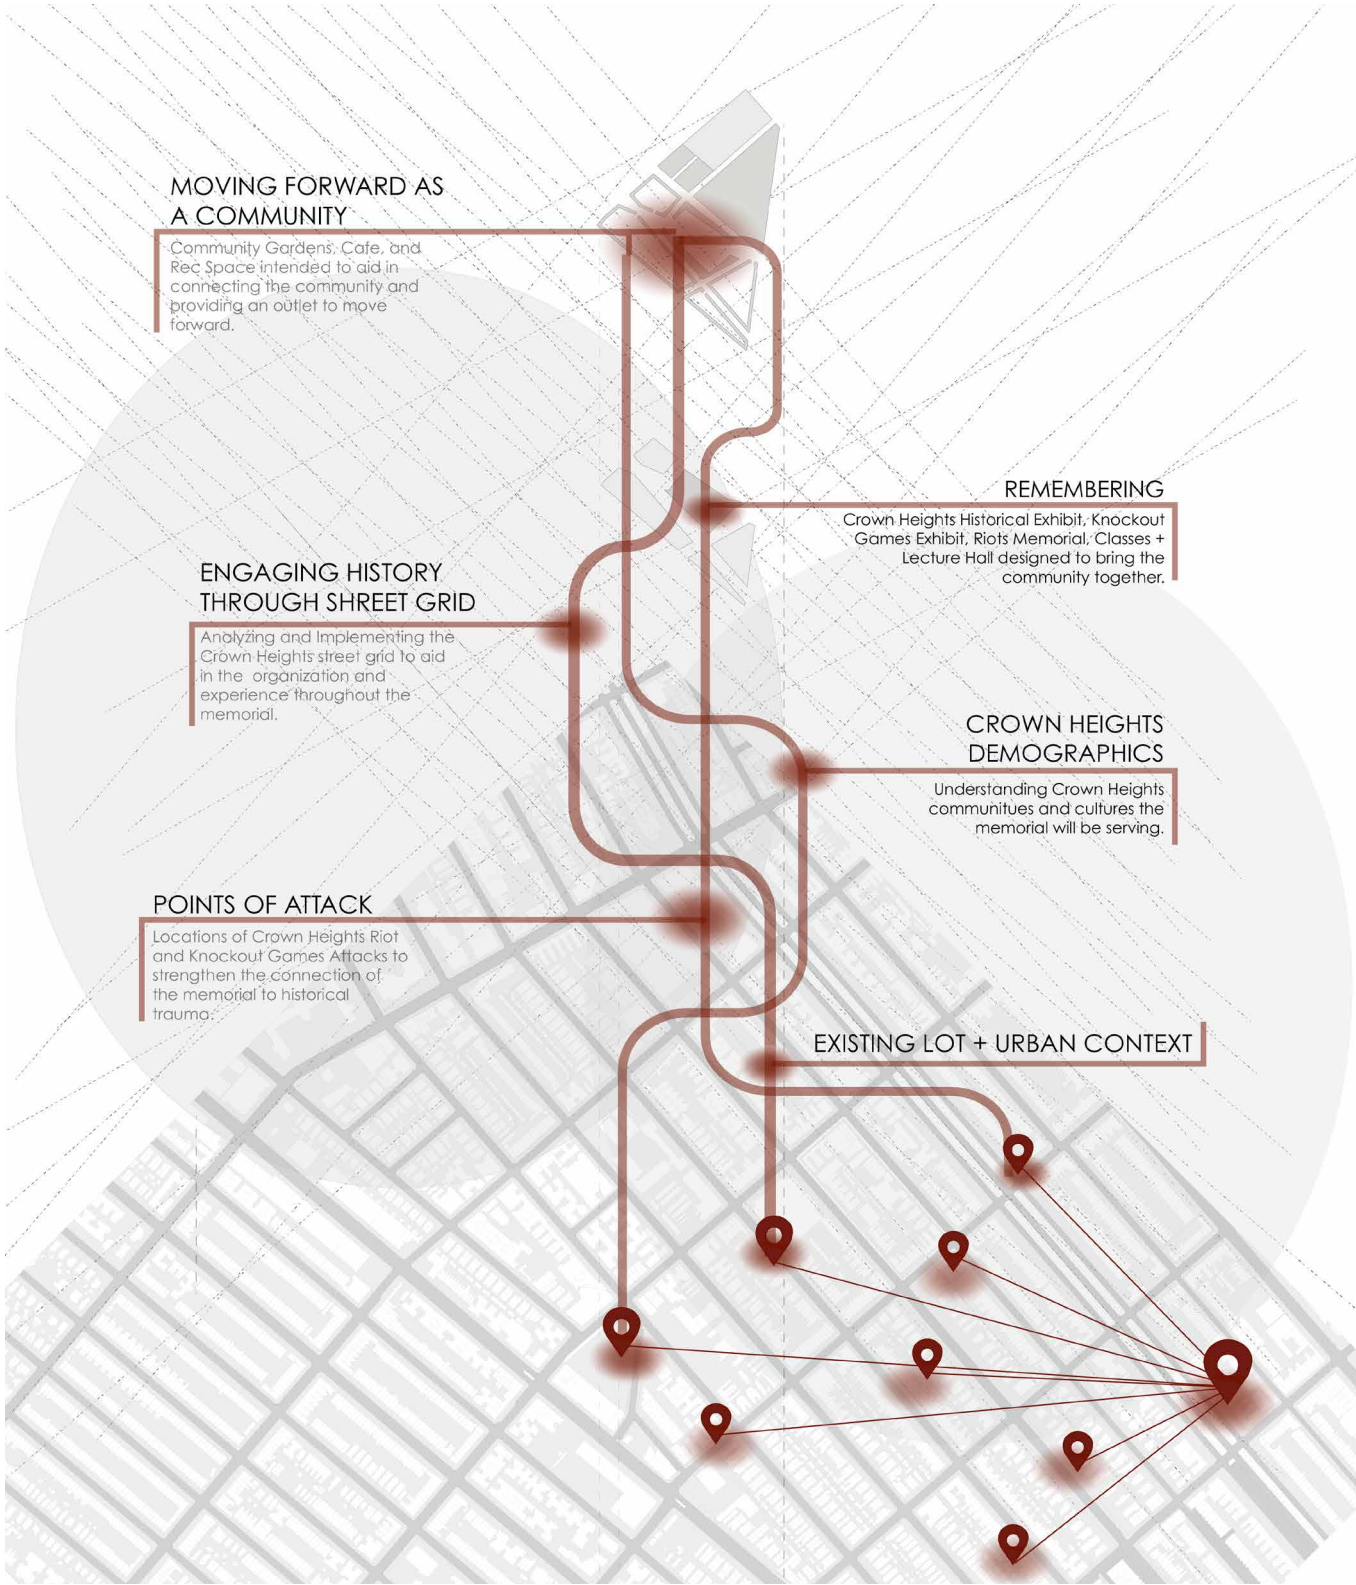 MOVING FORWARD AS
A COMMUNITY
Community Gardens, Cafe, and
Rec Space intended to aid in
connecting the community and
providing an outlet to move
forward.
REMEMBERING
Crown Heights Historical Exhibit, Knockout
Games Exhibit, Riots Memorial, Classes +
Lecture Hall designed to bring the
community together.
ENGAGING HISTORY
THROUGH SHREET GRID
Analyzing and Implementing the
Crown Heights street grid to aid
in the organization and
experience throughout the
memorial.
CROWN HEIGHTS
DEMOGRAPHICS
Understanding Crown Heights
communitues and cultures the
memorial will be serving.
POINTS OF ATTACK
Locations of Crown Heights Riot
and Knockout Games Attacks to
strengthen the connection of
the memorial to historical
trauma.
EXISTING LOT + URBAN CONTEXT